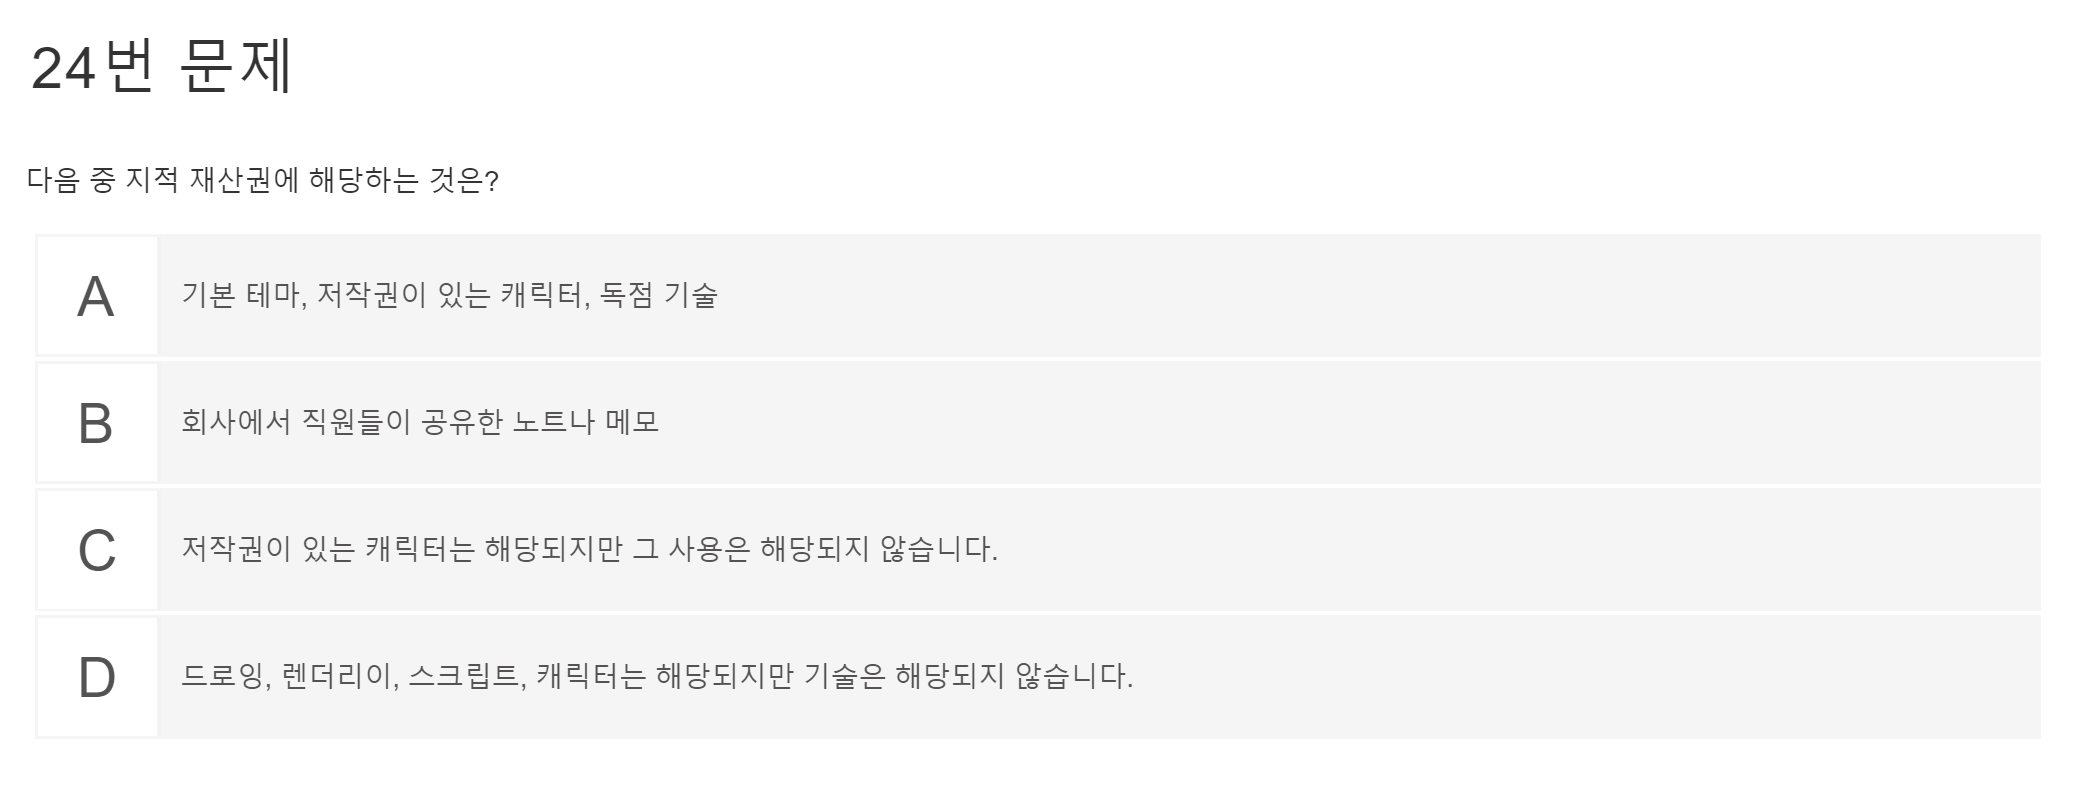 24번 문제
다음 중 지적 재산권에 해당하는 것은?
A 기본 테마, 저작권이 있는 캐릭터, 독점 기술
B 회사에서 직원들이 공유한 노트나 메모
C 저작권이 있는 캐릭터는 해당되지만 그 사용은 해당되지 않습니다.
D 드로잉, 렌더리이, 스크립트, 캐릭터는 해당되지만 기술은 해당되지 않습니다.